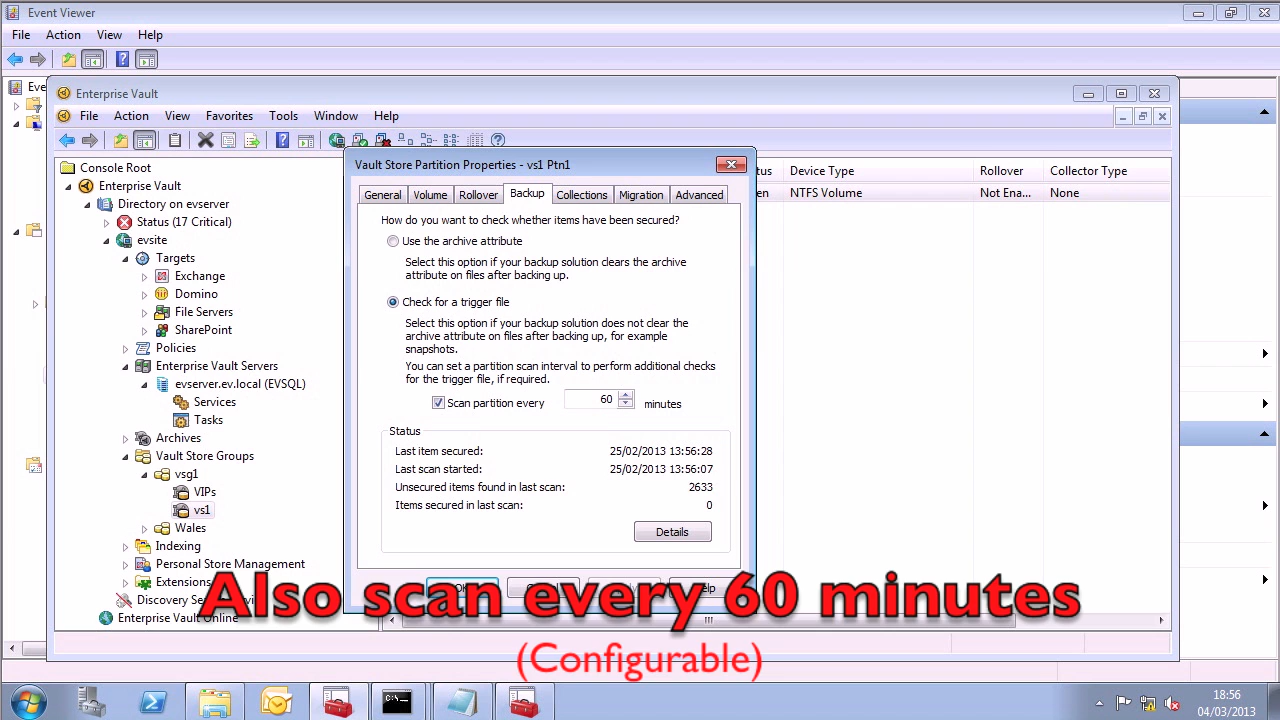 Event Viewer
File Action View Help
Eve
Enterprise Vault
File Action View Favorites Tools Window Help
Console Root
Enterprise Vault
Directory on evserver
Status (17 Critical)
evsite
Targets
Exchange
Domino
File Servers
SharePoint
Policies
Enterprise Vault Servers
evserver.ev.local (EVSQL)
Services
Tasks
Archives
Vault Store Groups
vsg1
VIPs
vs1
Wales
Indexing
Personal Store Management
Extensions
Discovery
Enterprise Vault Online
Device Type Rollover Collector Type
NTFS Volume Not Ena... None
Vault Store Partition Properties - vs1 Ptn1
General Volume Rollover Backup Collections Migration Advanced
How do you want to check whether items have been secured?
Use the archive attribute
Select this option if your backup solution clears the archive
attribute on files after backing up.
Check for a trigger file
Select this option if your backup solution does not clear the
archive attribute on files after backing up, for example
snapshots.
You can set a partition scan interval to perform additional checks
for the trigger file, if required.
Scan partition every 60 minutes
Status
Last item secured: 25/02/2013 13:56:28
Last scan started: 25/02/2013 13:56:07
Unsecured items found in last scan: 2633
Items secured in last scan: 0
Details
Help
Also scan every 60 minutes
(Configurable)
18:56
04/03/2013